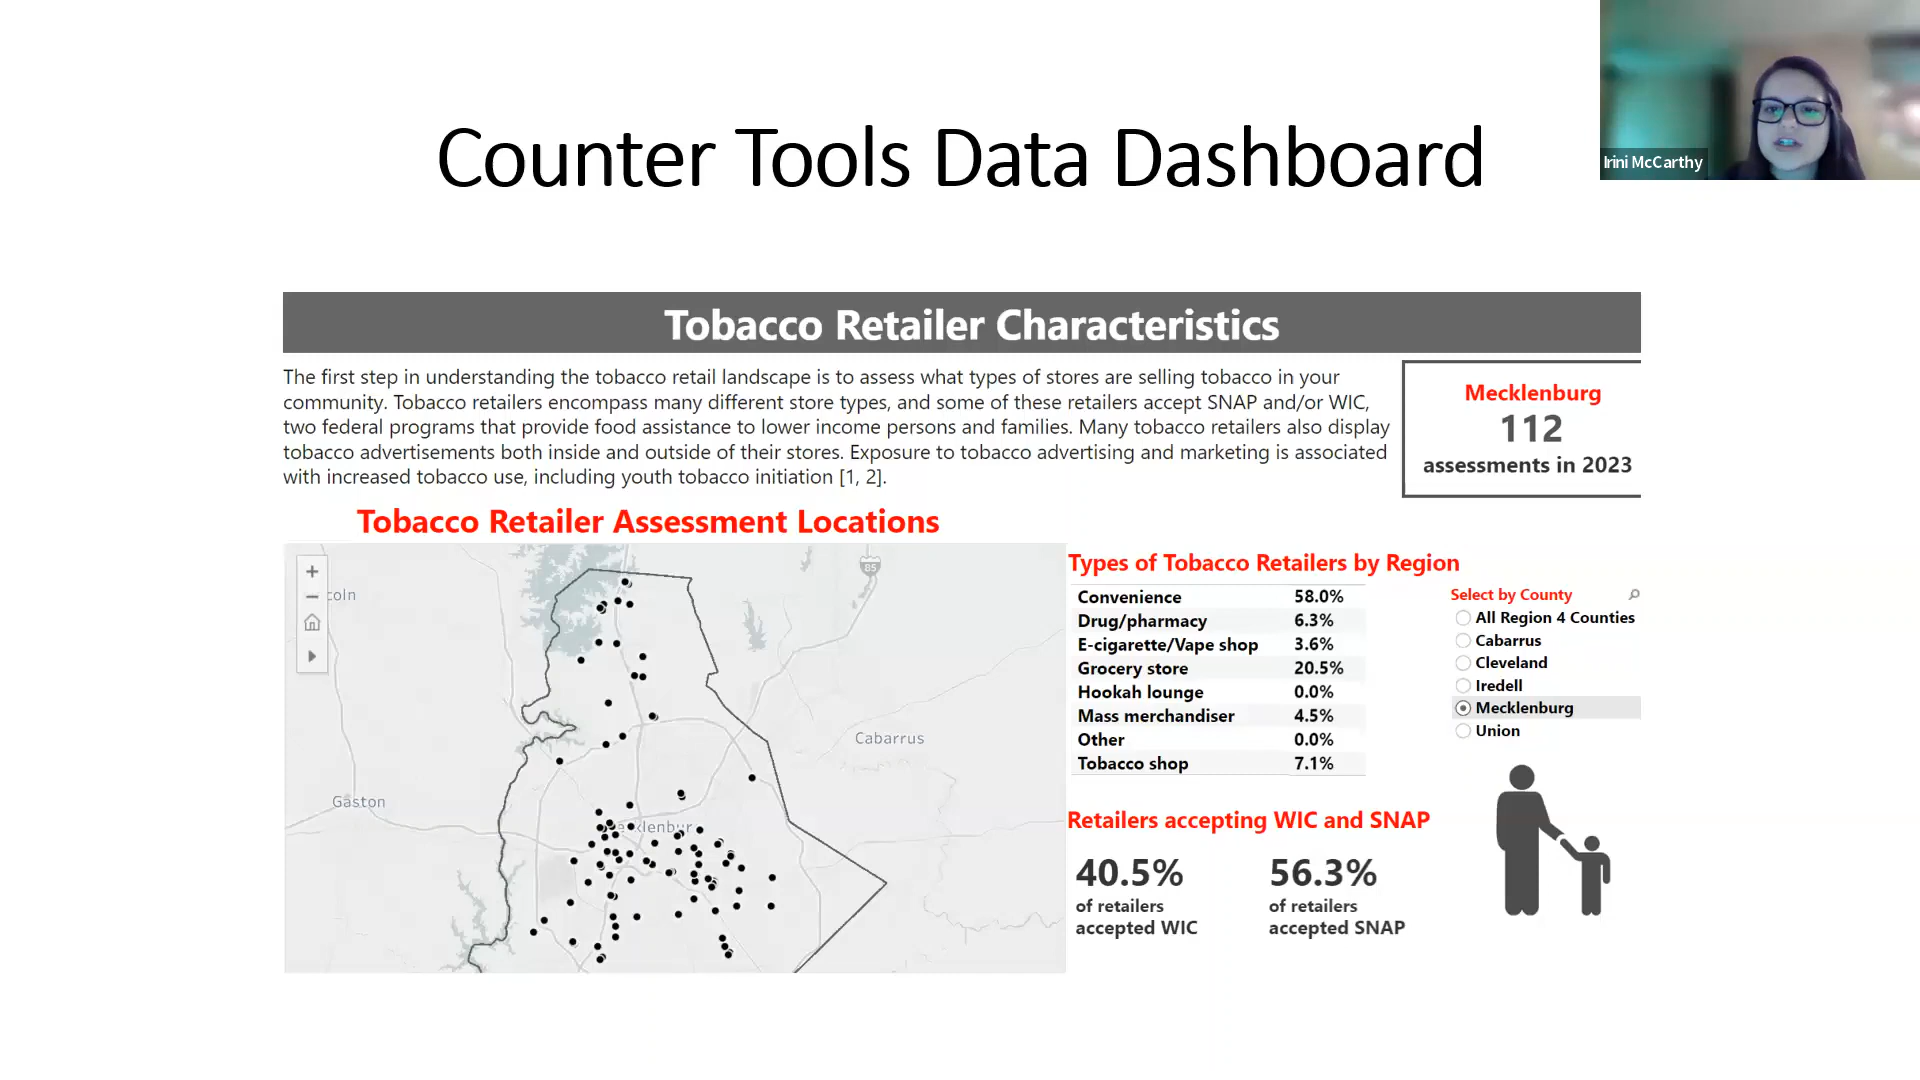 Counter Tools Data Dashboard
Irini McCarthy
Tobacco Retailer Characteristics
The first step in understanding the tobacco retail landscape is to assess what types of stores are selling tobacco in your
community. Tobacco retailers encompass many different store types, and some of these retailers accept SNAP and/or WIC,
two federal programs that provide food assistance to lower income persons and families. Many tobacco retailers also display
tobacco advertisements both inside and outside of their stores. Exposure to tobacco advertising and marketing is associated
with increased tobacco use, including youth tobacco initiation [1, 2].
Mecklenburg
112
assessments in 2023
Tobacco Retailer Assessment Locations
+
−
coln
85
Cabarrus
Gaston
Types of Tobacco Retailers by Region
Convenience 58.0%
Drug/pharmacy 6.3%
E-cigarette/Vape shop 3.6%
Grocery store 20.5%
Hookah lounge 0.0%
Mass merchandiser 4.5%
Other 0.0%
Tobacco shop 7.1%
Select by County
All Region 4 Counties
Cabarrus
Cleveland
Iredell
Mecklenburg
Union
Retailers accepting WIC and SNAP
40.5%
of retailers
accepted WIC
56.3%
of retailers
accepted SNAP